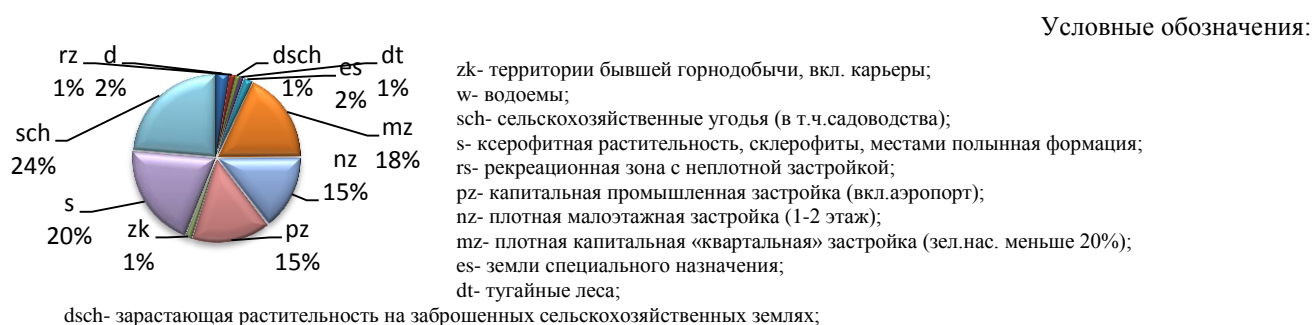 Условные обозначения:
rz d dsch dt
1% 2% 1% es 1%
2%
sch mz
24% nz 18%
15%
s
20% zk pz
1% 15%
zk- территории бывшей горнодобычи, вкл. карьеры;
w- водоемы;
sch- сельскохозяйственные угодья (в т.ч.садоводства);
s- ксерофитная растительность, склерофиты, местами полынная формация;
rs- рекреационная зона с неплотной застройкой;
pz- капитальная промышленная застройка (вкл.аэропорт);
nz- плотная малоэтажная застройка (1-2 этаж);
mz- плотная капитальная «квартальная» застройка (зел.нас. меньше 20%);
es- земли специального назначения;
dt- тугайные леса;
dsch- зарастающая растительность на заброшенных сельскохозяйственных землях;